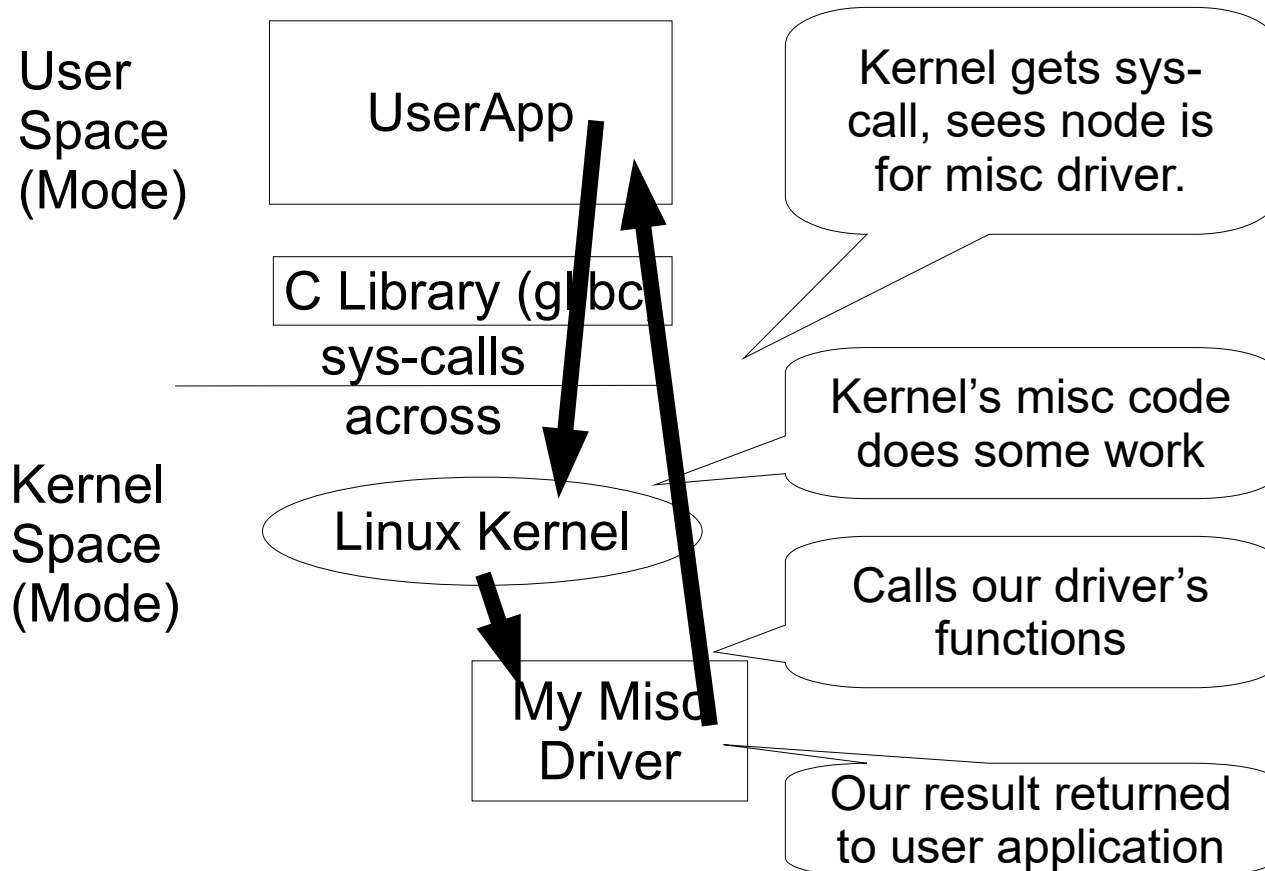 User
Space
(Mode)
UserApp
C Library (glibc)
sys-calls
across
Kernel
Space
(Mode)
Linux Kernel
My Misc
Driver
Kernel gets sys-
call, sees node is
for misc driver.
Kernel’s misc code
does some work
Calls our driver’s
functions
Our result returned
to user application